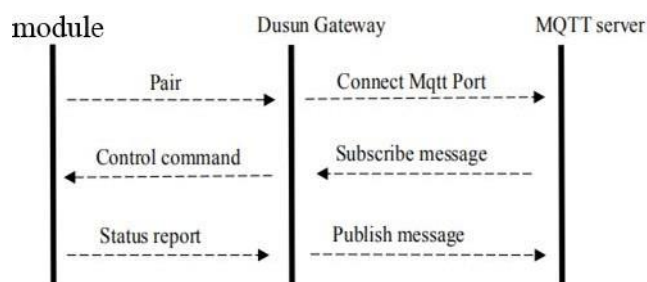 module Dusun Gateway MQTT server
Pair Connect Mqtt Port
Control command Subscribe message
Status report Publish message